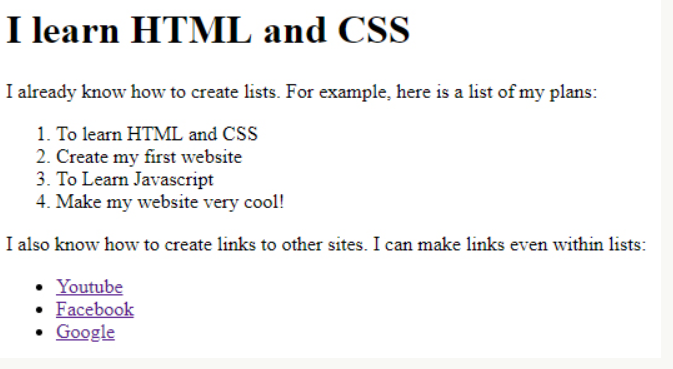 I learn HTML and CSS
I already know how to create lists. For example, here is a list of my plans:
1. To learn HTML and CSS
2. Create my first website
3. To Learn Javascript
4. Make my website very cool!
I also know how to create links to other sites. I can make links even within lists:
• Youtube
• Facebook
• Google